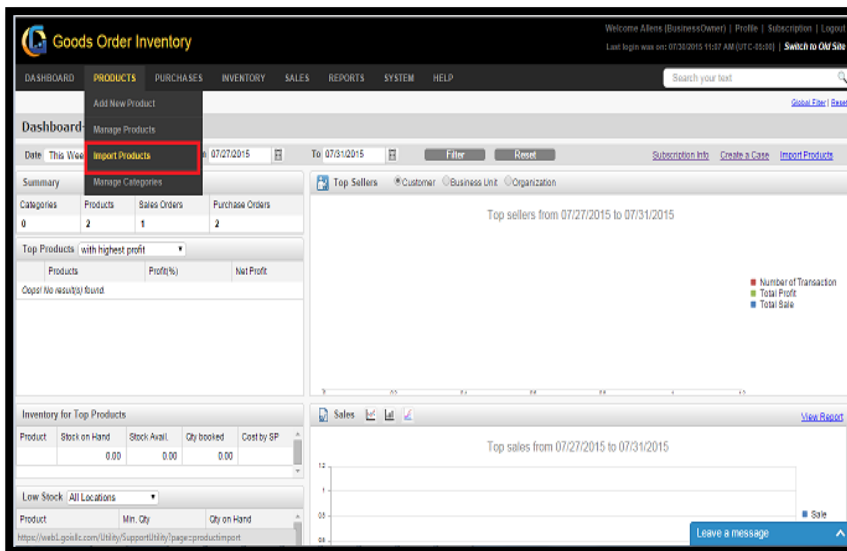 Welcome Allens (BusinessOwner) | Profile | Subscription | Logout
Goods Order Inventory
Last login was on: 07/30/2015 11:07 AM (UTC-05:00) | Switch to Old Site
DASHBOARD PRODUCTS PURCHASES INVENTORY SALES REPORTS SYSTEM HELP Search your text
Add New Product
Global Filter | Reset
Dashboard
Manage Products
Date This Wee 07/27/2015 To 07/31/2015 Filter Reset Subscription Info Create a Case Import Products
Import Products
Summary
Manage Categories
Top Sellers Customer Business Unit Organization
Categories Products Sales Orders Purchase Orders
0 2 1 2
Top sellers from 07/27/2015 to 07/31/2015
Top Products with highest profit
Products Profit(%) Net Profit
Oops! No result(s) found.
Number of Transaction
Total Profit
Total Sale
Inventory for Top Products
Sales View Report
Product Stock on Hand Stock Avail. Qty booked Cost by SP
0.00 0.00 0.00
Top sales from 07/27/2015 to 07/31/2015
1.2
1
Low Stock All Locations
Product Min. Qty Qty on Hand
Sale
https://web1.goisllc.com/Utility/SupportUtility?page=productimport
Leave a message